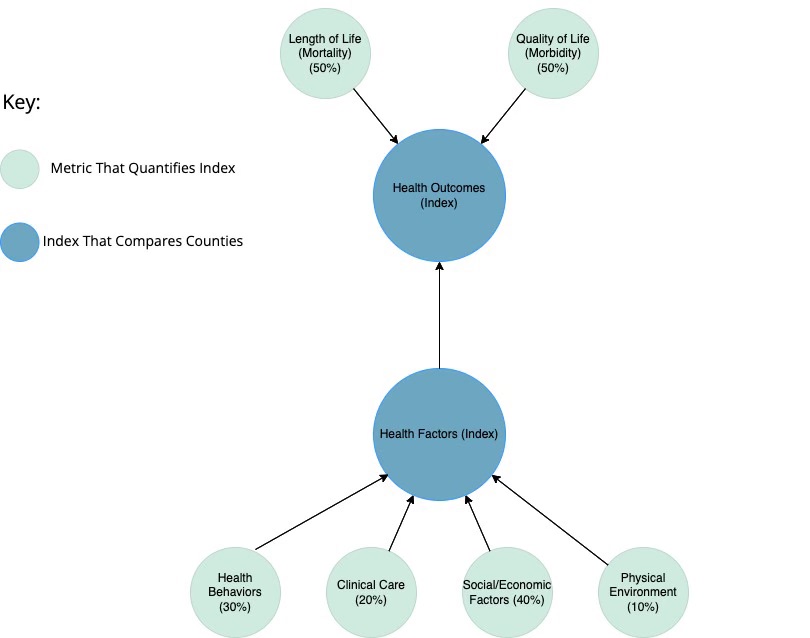 Length of Life
(Mortality)
(50%)
Quality of Life
(Morbidity)
(50%)
Key:
Metric That Quantifies Index
Health Outcomes
(Index)
Index That Compares Counties
Health Factors (Index)
Health
Behaviors
(30%)
Clinical Care
(20%)
Social/Economic
Factors (40%)
Physical
Environment
(10%)